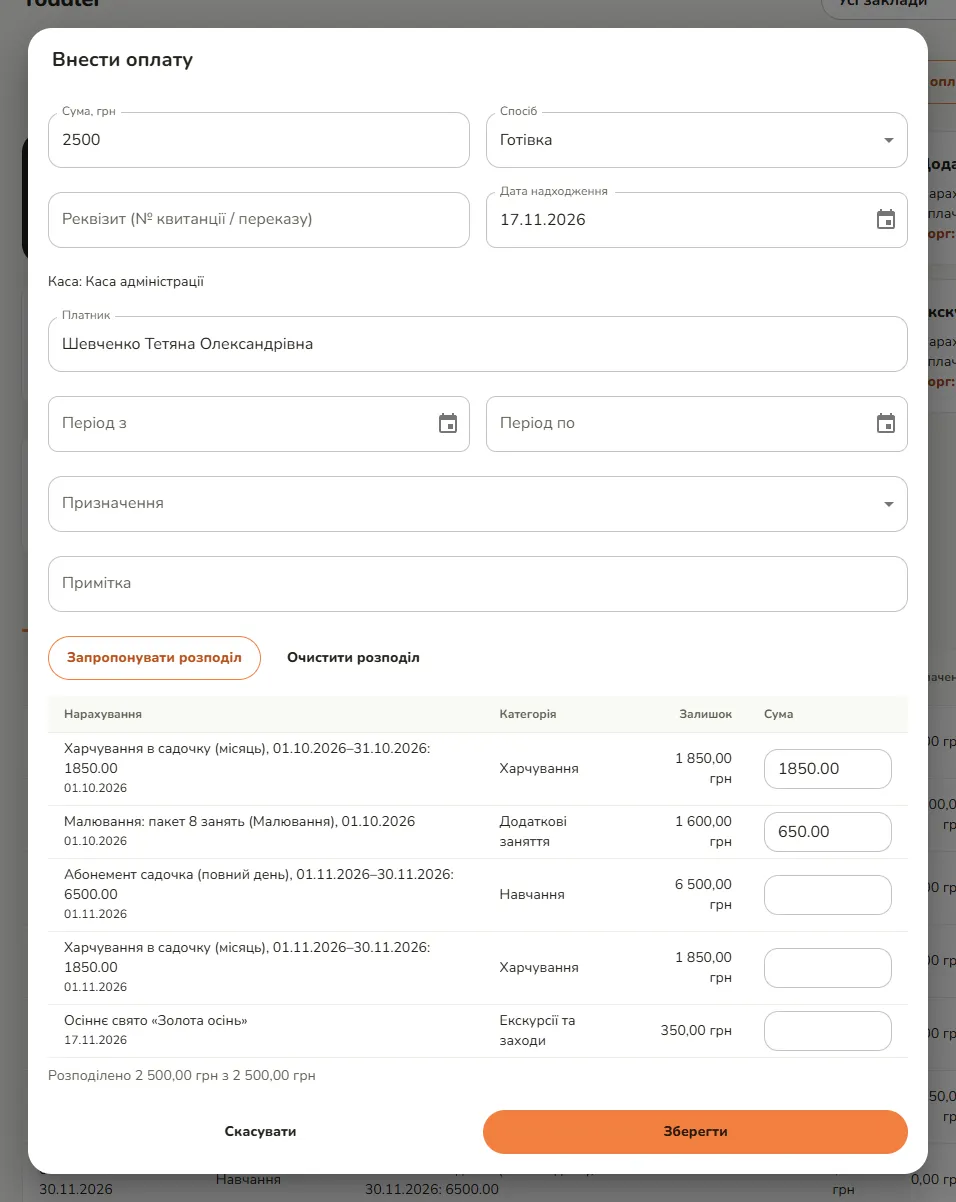 Toddler
Усі заклади
Внести оплату
Сума, грн
2500
Спосіб
Готівка
Реквізит (№ квитанції / переказу)
Дата надходження
17.11.2026
Каса: Каса адміністрації
Платник
Шевченко Тетяна Олександрівна
Період з
Період по
Призначення
Примітка
Запропонувати розподіл
Очистити розподіл
Нарахування
Категорія
Залишок
Сума
Харчування в садочку (місяць), 01.10.2026–31.10.2026:
1850.00
01.10.2026
Харчування
1 850,00
грн
1850.00
Малювання: пакет 8 занять (Малювання), 01.10.2026
01.10.2026
Додаткові
заняття
1 600,00
грн
650.00
Абонемент садочка (повний день), 01.11.2026–30.11.2026:
6500.00
01.11.2026
Навчання
6 500,00
грн
Харчування в садочку (місяць), 01.11.2026–30.11.2026:
1850.00
01.11.2026
Харчування
1 850,00
грн
Осіннє свято «Золота осінь»
17.11.2026
Екскурсії та
заходи
350,00 грн
Розподілено 2 500,00 грн з 2 500,00 грн
Скасувати
Зберегти
30.11.2026
Навчання
30.11.2026: 6500.00
грн
0,00 гр